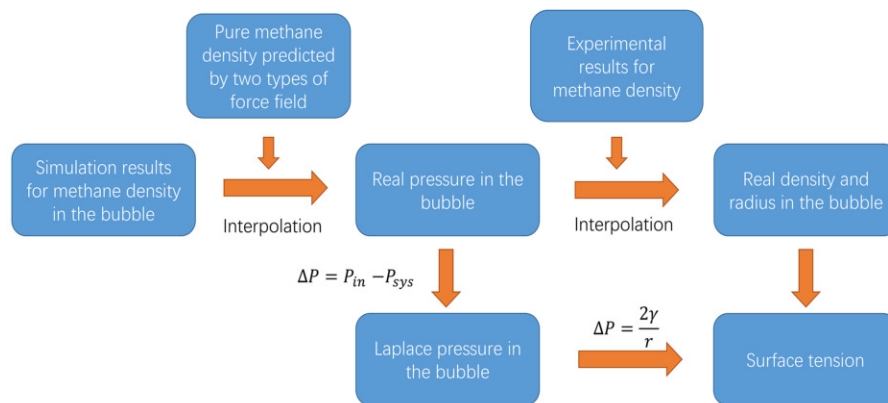 Pure methane
density predicted
by two types of
force field
Experimental
results for
methane density
Simulation results
for methane density
in the bubble
Interpolation
Real pressure in the
bubble
Interpolation
Real density and
radius in the bubble
ΔP = P_in −P_sys
Laplace pressure in
the bubble
ΔP = 2γ/r
Surface tension